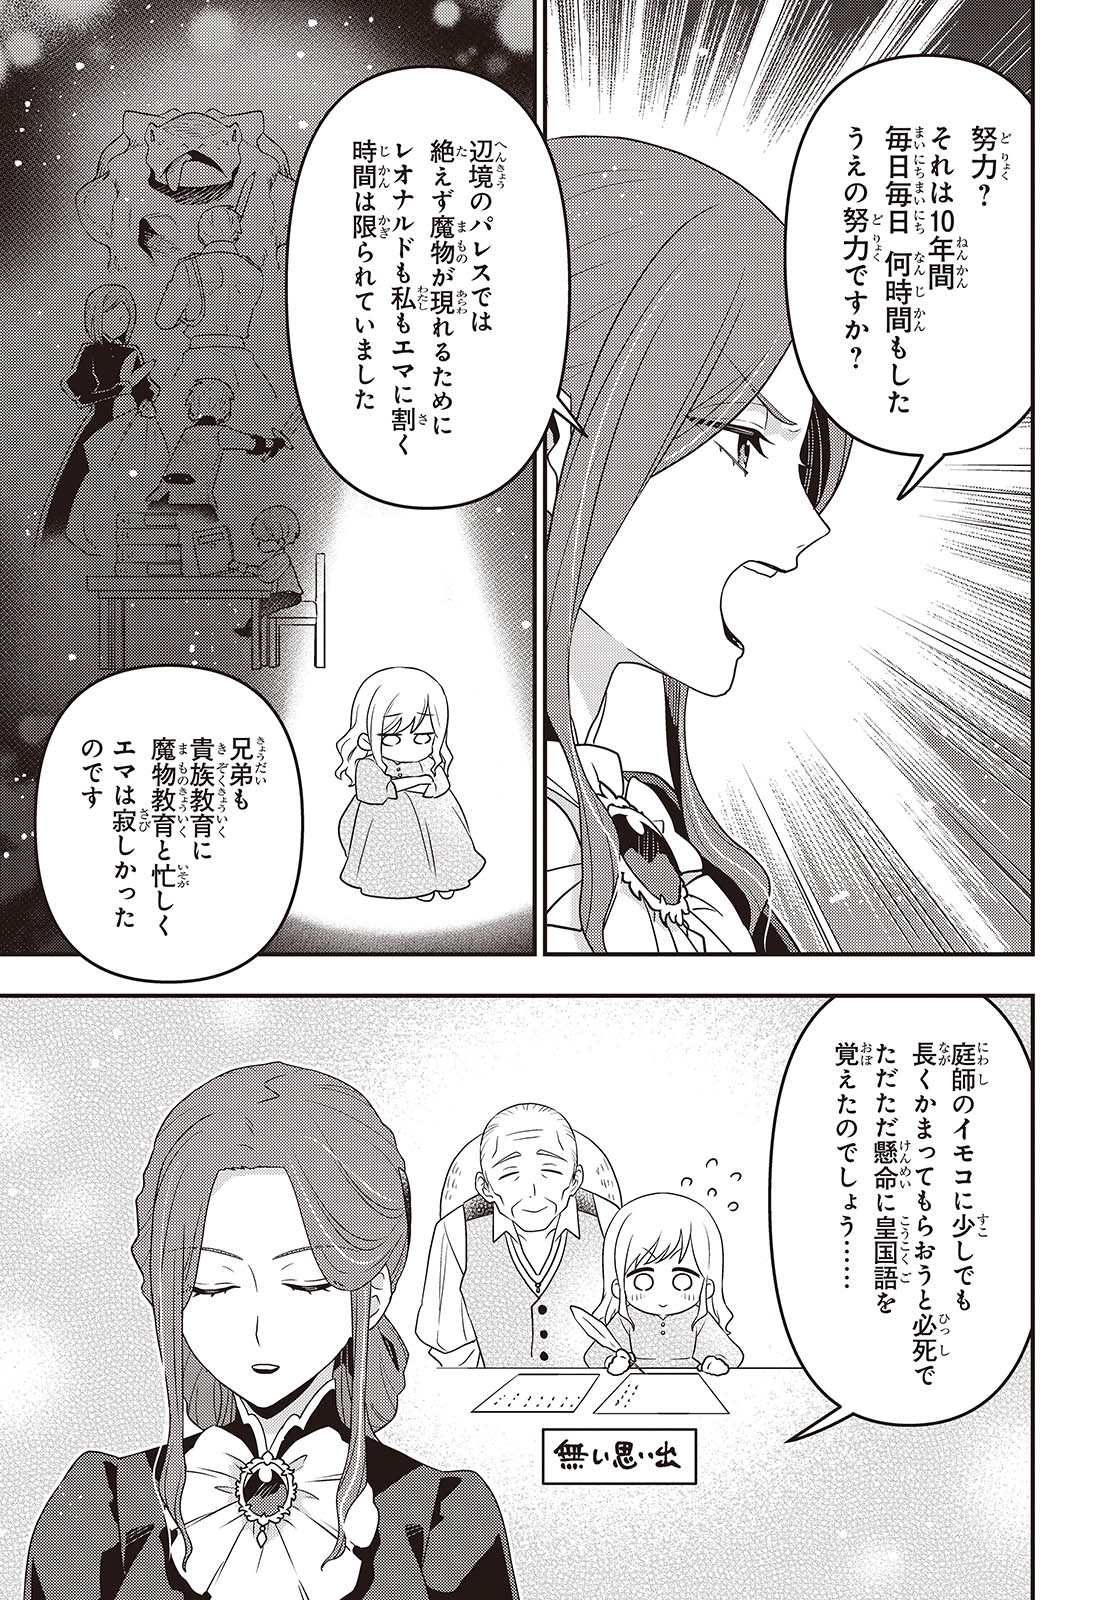 努力?
それは10年間
毎日毎日 何時間もした
うえの努力ですか?
辺境のパレスでは
絶えず魔物が現れるために
レオナルドも私もエマに割く
時間は限られていました
兄弟も
貴族教育に
魔物教育と忙しく
エマは寂しかった
のです
庭師のイモコに少しでも
長くかまってもらおうと必死で
ただただ懸命に皇国語を
覚えたのでしょう……
無い思い出